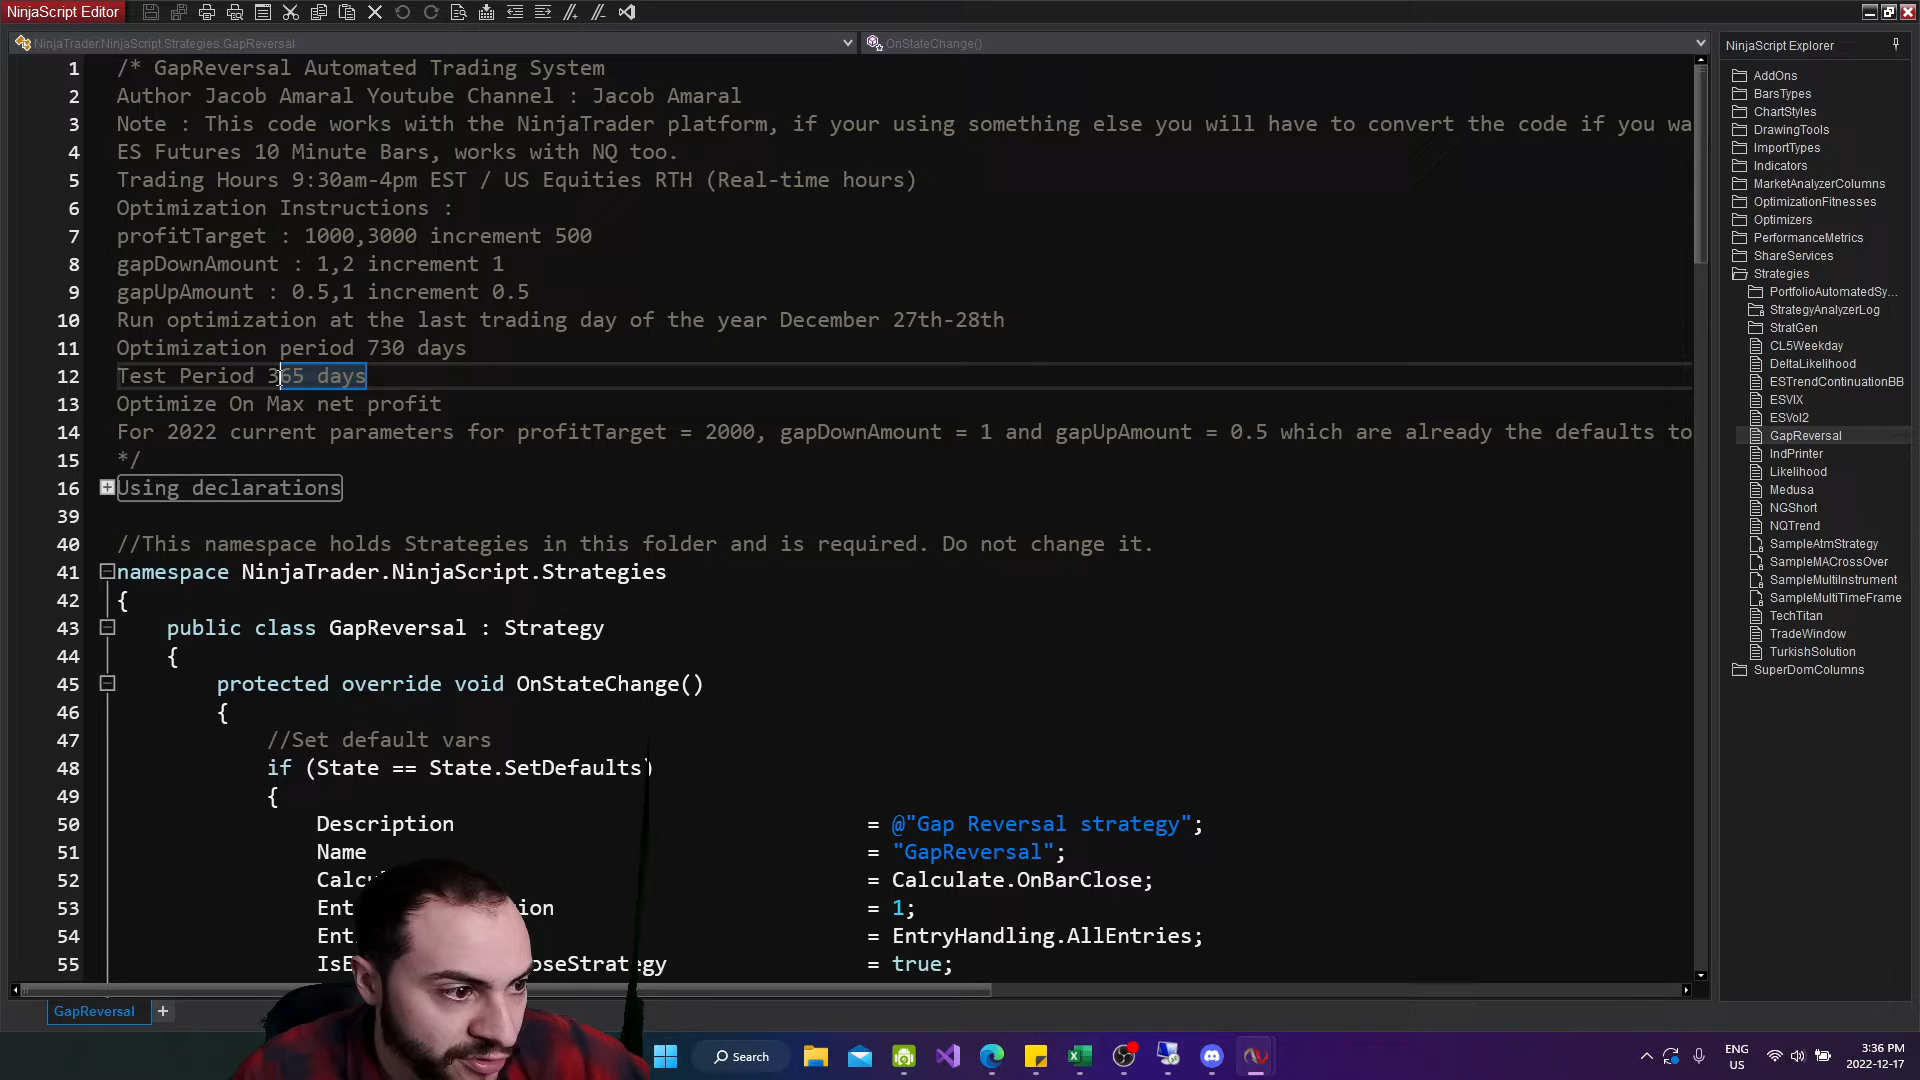 NinjaScript Editor
NinjaTrader.NinjaScript.Strategies.GapReversal
OnStateChange()
1 /* GapReversal Automated Trading System
2 Author Jacob Amaral Youtube Channel : Jacob Amaral
3 Note : This code works with the NinjaTrader platform, if your using something else you will have to convert the code if you wa
4 ES Futures 10 Minute Bars, works with NQ too.
5 Trading Hours 9:30am-4pm EST / US Equities RTH (Real-time hours)
6 Optimization Instructions :
7 profitTarget : 1000,3000 increment 500
8 gapDownAmount : 1,2 increment 1
9 gapUpAmount : 0.5,1 increment 0.5
10 Run optimization at the last trading day of the year December 27th-28th
11 Optimization period 730 days
12 Test Period 365 days
13 Optimize On Max net profit
14 For 2022 current parameters for profitTarget = 2000, gapDownAmount = 1 and gapUpAmount = 0.5 which are already the defaults to
15 */
16 Using declarations
39
40 //This namespace holds Strategies in this folder and is required. Do not change it.
41 namespace NinjaTrader.NinjaScript.Strategies
42 {
43 public class GapReversal : Strategy
44 {
45 protected override void OnStateChange()
46 {
47 //Set default vars
48 if (State == State.SetDefaults)
49 {
50 Description = @"Gap Reversal strategy";
51 Name = "GapReversal";
52 Calcu = Calculate.OnBarClose;
53 Ent ion = 1;
54 Ent = EntryHandling.AllEntries;
55 IsE oseStrategy = true;
GapReversal
NinjaScript Explorer
AddOns
BarsTypes
ChartStyles
DrawingTools
ImportTypes
Indicators
MarketAnalyzerColumns
OptimizationFitnesses
Optimizers
PerformanceMetrics
ShareServices
Strategies
PortfolioAutomatedSy...
StrategyAnalyzerLog
StratGen
CL5Weekday
DeltaLikelihood
ESTrendContinuationBB
ESVIX
ESVol2
GapReversal
IndPrinter
Likelihood
Medusa
NGShort
NQTrend
SampleAtmStrategy
SampleMACrossOver
SampleMultiInstrument
SampleMultiTimeFrame
TechTitan
TradeWindow
TurkishSolution
SuperDomColumns
Search
ENG
US
3:36 PM
2022-12-17